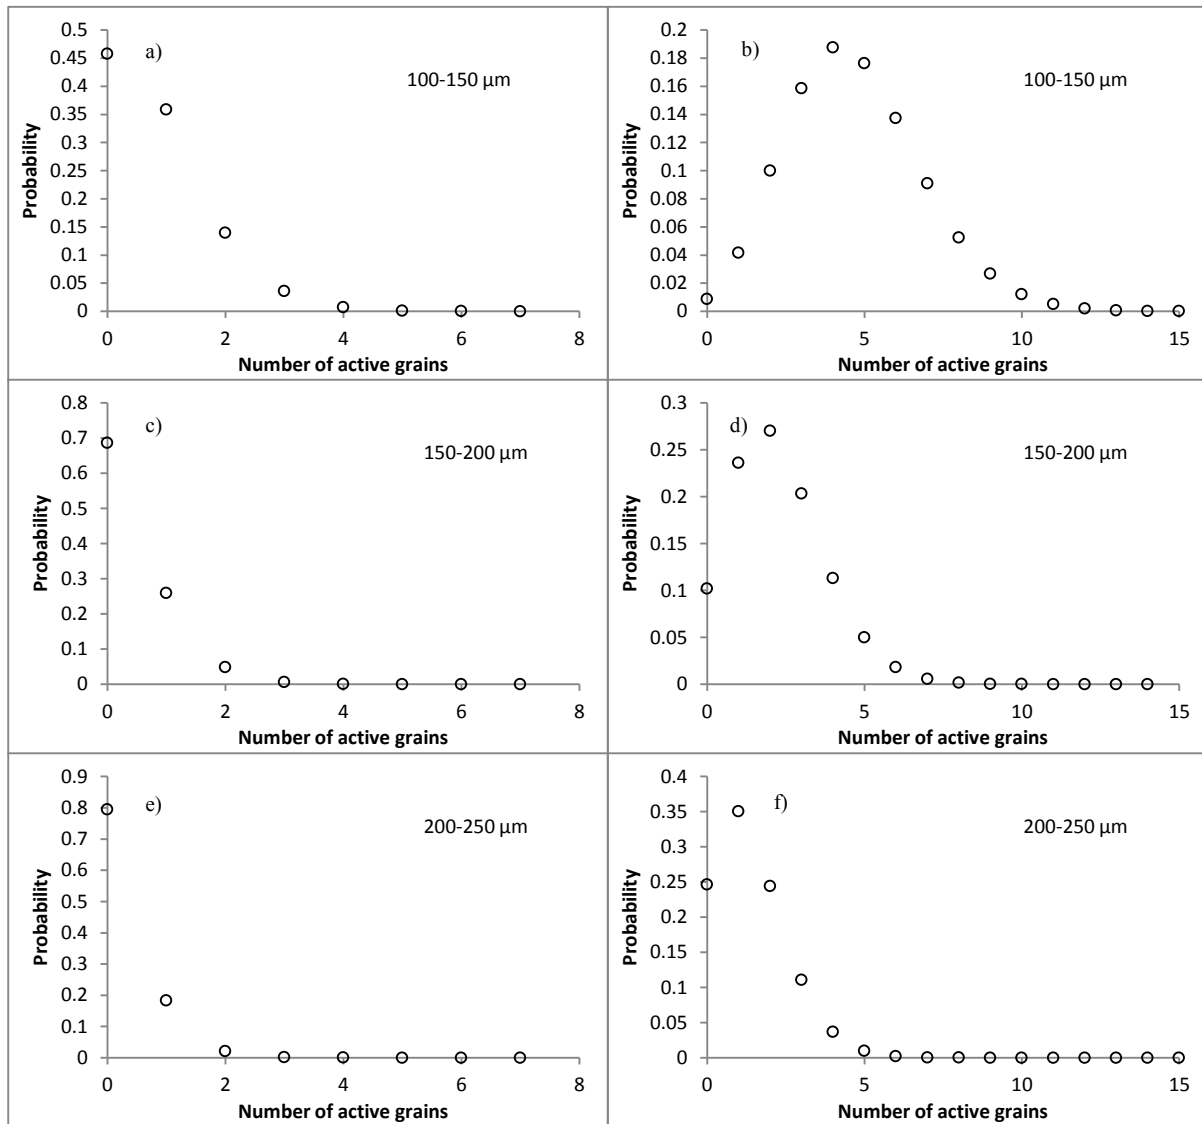 a)
100-150 µm
Probability
0.5
0.45
0.4
0.35
0.3
0.25
0.2
0.15
0.1
0.05
0
0 2 4 6 8
Number of active grains
b)
100-150 µm
Probability
0.2
0.18
0.16
0.14
0.12
0.1
0.08
0.06
0.04
0.02
0
0 5 10 15
Number of active grains
c)
150-200 µm
Probability
0.8
0.7
0.6
0.5
0.4
0.3
0.2
0.1
0
0 2 4 6 8
Number of active grains
d)
150-200 µm
Probability
0.3
0.25
0.2
0.15
0.1
0.05
0
0 5 10 15
Number of active grains
e)
200-250 µm
Probability
0.9
0.8
0.7
0.6
0.5
0.4
0.3
0.2
0.1
0
0 2 4 6 8
Number of active grains
f)
200-250 µm
Probability
0.4
0.35
0.3
0.25
0.2
0.15
0.1
0.05
0
0 5 10 15
Number of active grains